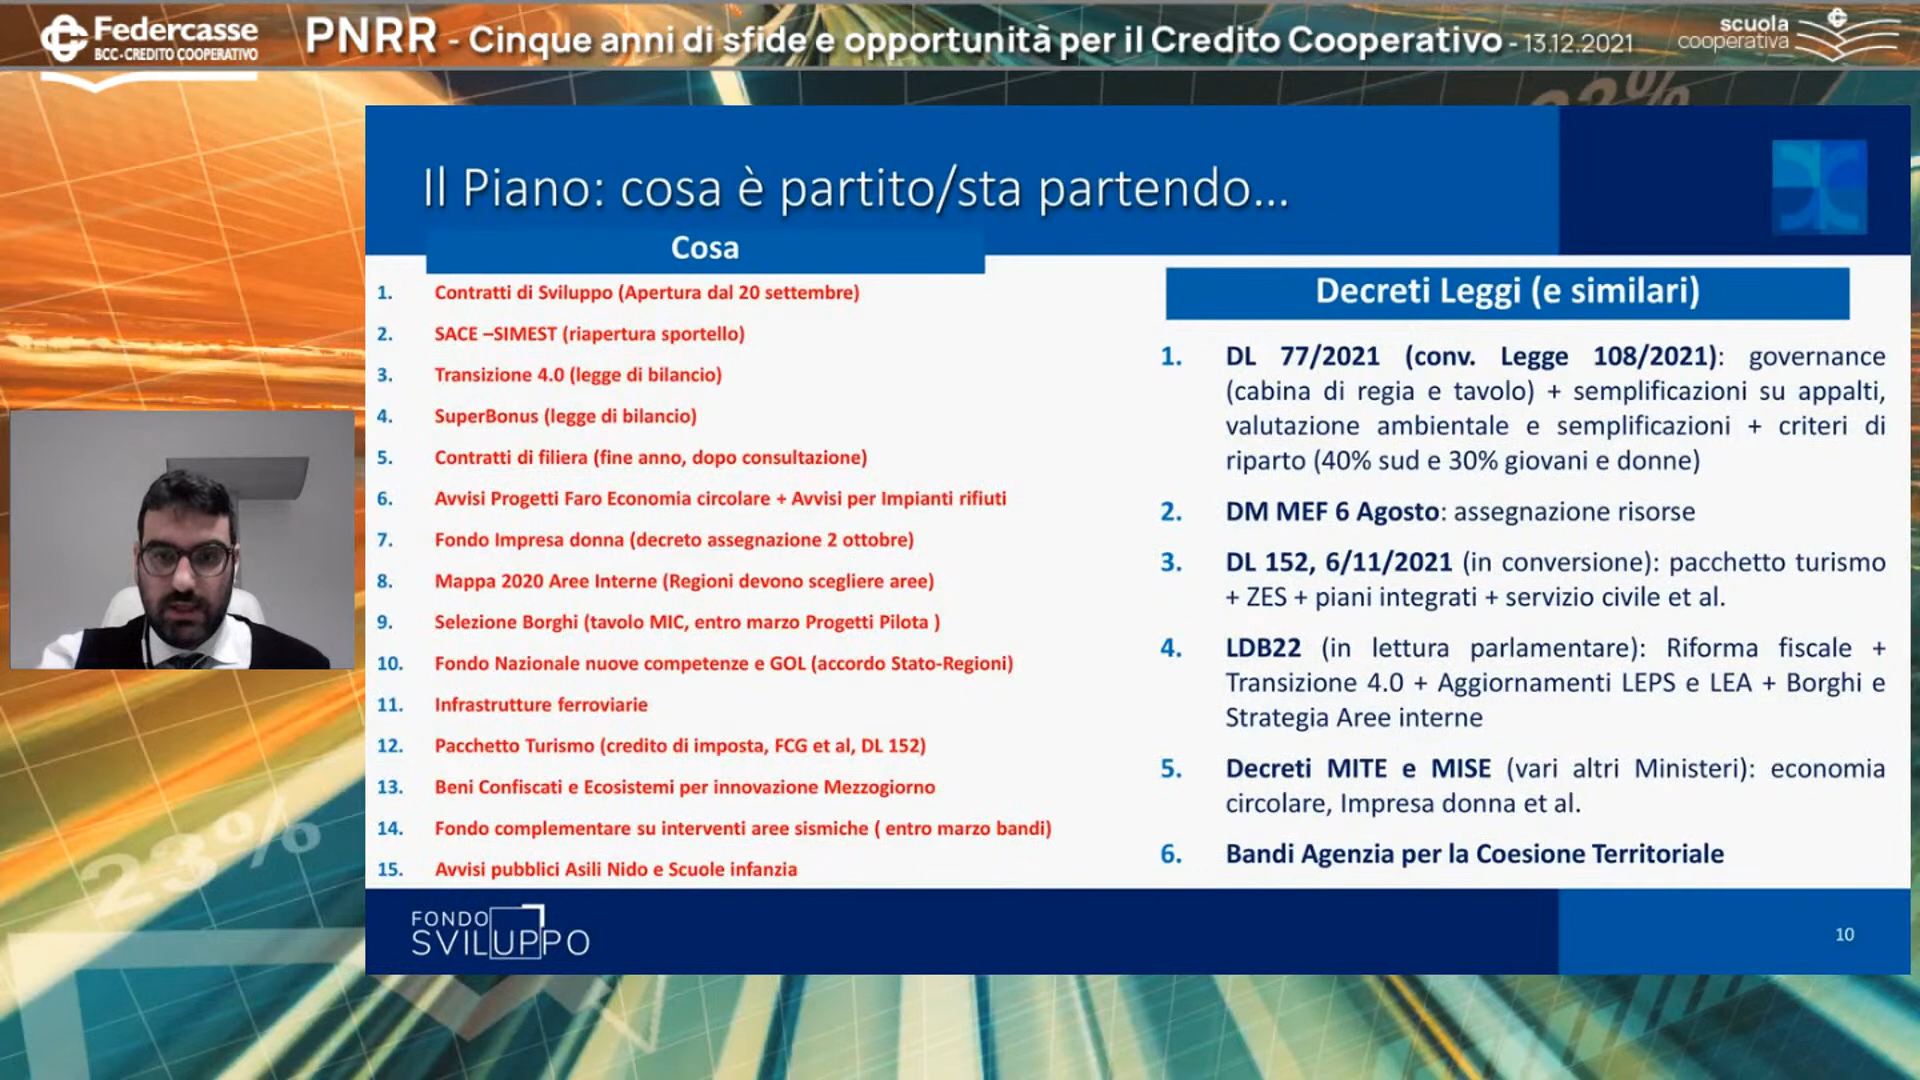 Federcasse
BCC-CREDITO COOPERATIVO
PNRR - Cinque anni di sfide e opportunità per il Credito Cooperativo - 13.12.2021
scuola
cooperativa
Il Piano: cosa è partito/sta partendo...
Cosa
1. Contratti di Sviluppo (Apertura dal 20 settembre)
2. SACE –SIMEST (riapertura sportello)
3. Transizione 4.0 (legge di bilancio)
4. SuperBonus (legge di bilancio)
5. Contratti di filiera (fine anno, dopo consultazione)
6. Avvisi Progetti Faro Economia circolare + Avvisi per Impianti rifiuti
7. Fondo Impresa donna (decreto assegnazione 2 ottobre)
8. Mappa 2020 Aree Interne (Regioni devono scegliere aree)
9. Selezione Borghi (tavolo MIC, entro marzo Progetti Pilota )
10. Fondo Nazionale nuove competenze e GOL (accordo Stato-Regioni)
11. Infrastrutture ferroviarie
12. Pacchetto Turismo (credito di imposta, FCG et al, DL 152)
13. Beni Confiscati e Ecosistemi per innovazione Mezzogiorno
14. Fondo complementare su interventi aree sismiche ( entro marzo bandi)
15. Avvisi pubblici Asili Nido e Scuole infanzia
Decreti Leggi (e similari)
1. DL 77/2021 (conv. Legge 108/2021): governance
(cabina di regia e tavolo) + semplificazioni su appalti,
valutazione ambientale e semplificazioni + criteri di
riparto (40% sud e 30% giovani e donne)
2. DM MEF 6 Agosto: assegnazione risorse
3. DL 152, 6/11/2021 (in conversione): pacchetto turismo
+ ZES + piani integrati + servizio civile et al.
4. LDB22 (in lettura parlamentare): Riforma fiscale +
Transizione 4.0 + Aggiornamenti LEPS e LEA + Borghi e
Strategia Aree interne
5. Decreti MITE e MISE (vari altri Ministeri): economia
circolare, Impresa donna et al.
6. Bandi Agenzia per la Coesione Territoriale
FONDO
SVILUPPO
10
23%